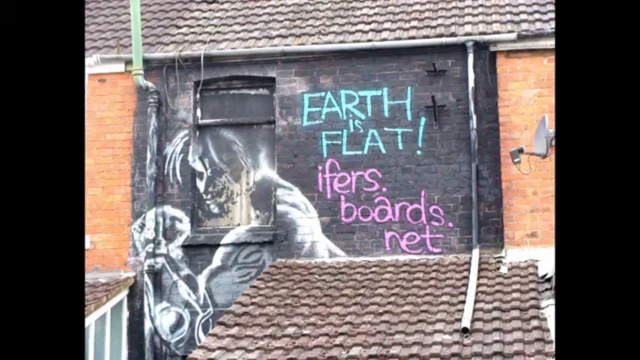 EARTH
is
FLAT!
ifers.
boards.
net